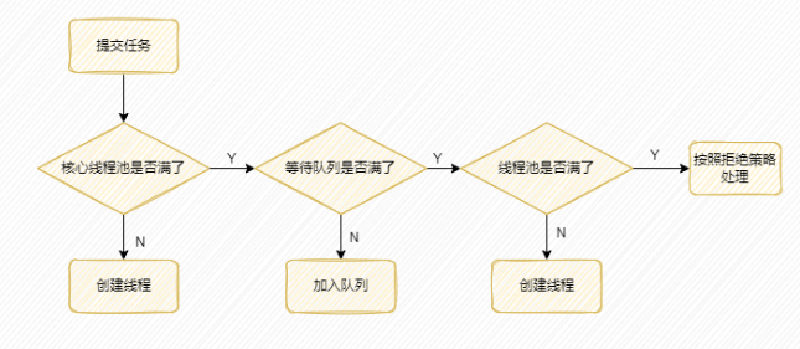 提交任务
核心线程池是否满了
Y
等待队列是否满了
Y
线程池是否满了
Y
按照拒绝策略
处理
N
N
N
创建线程
加入队列
创建线程